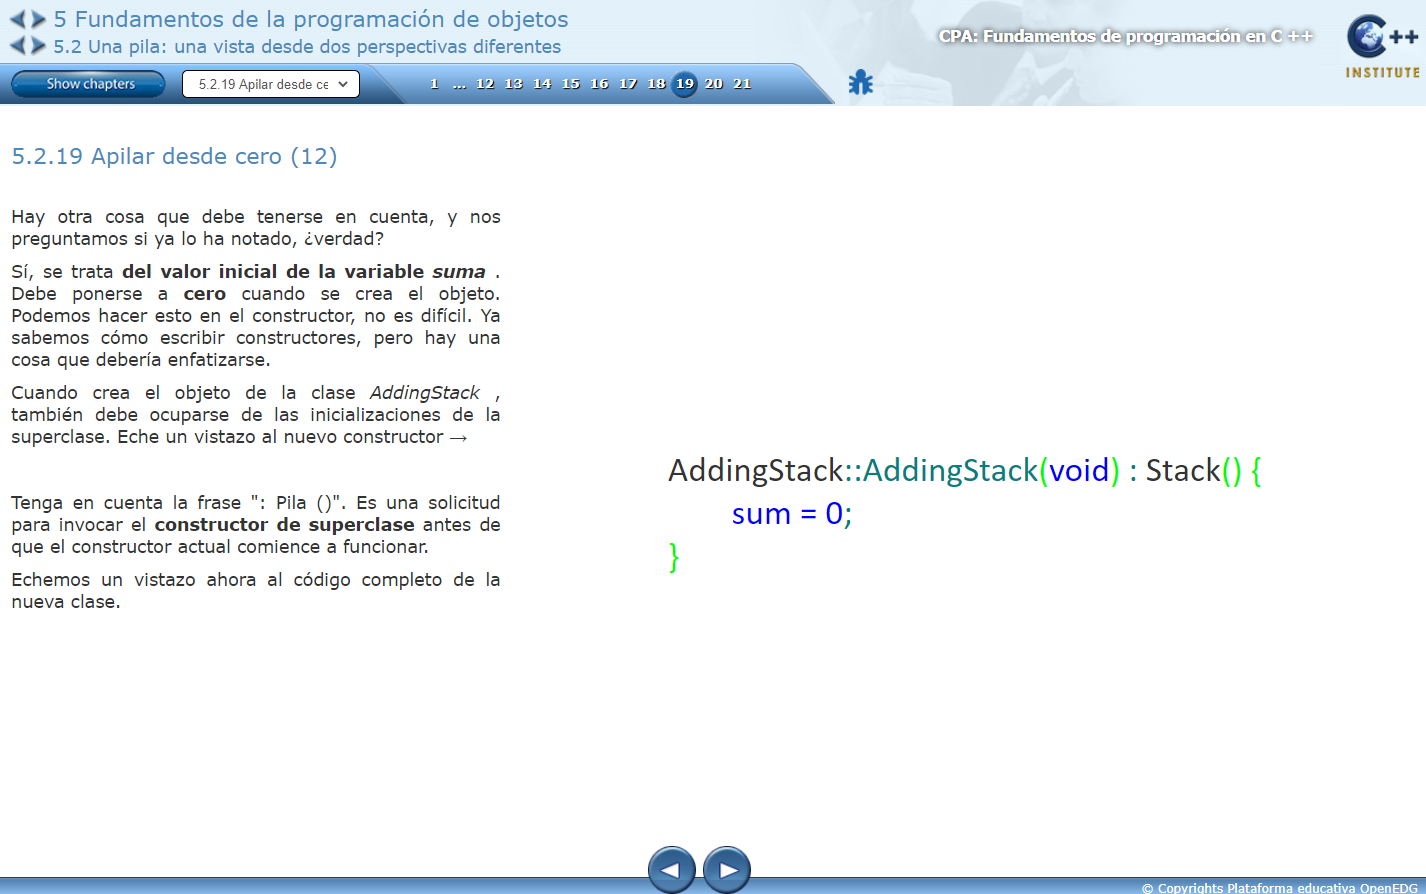 5 Fundamentos de la programación de objetos
5.2 Una pila: una vista desde dos perspectivas diferentes
CPA: Fundamentos de programación en C ++
C++
INSTITUTE
Show chapters
5.2.19 Apilar desde ce
1 ... 12 13 14 15 16 17 18 19 20 21
5.2.19 Apilar desde cero (12)
Hay otra cosa que debe tenerse en cuenta, y nos
preguntamos si ya lo ha notado, ¿verdad?
Sí, se trata del valor inicial de la variable suma .
Debe ponerse a cero cuando se crea el objeto.
Podemos hacer esto en el constructor, no es difícil. Ya
sabemos cómo escribir constructores, pero hay una
cosa que debería enfatizarse.
Cuando crea el objeto de la clase AddingStack ,
también debe ocuparse de las inicializaciones de la
superclase. Eche un vistazo al nuevo constructor →
Tenga en cuenta la frase ": Pila ()". Es una solicitud
para invocar el constructor de superclase antes de
que el constructor actual comience a funcionar.
Echemos un vistazo ahora al código completo de la
nueva clase.
AddingStack::AddingStack(void) : Stack() {
sum = 0;
}
© Copyrights Plataforma educativa OpenEDG